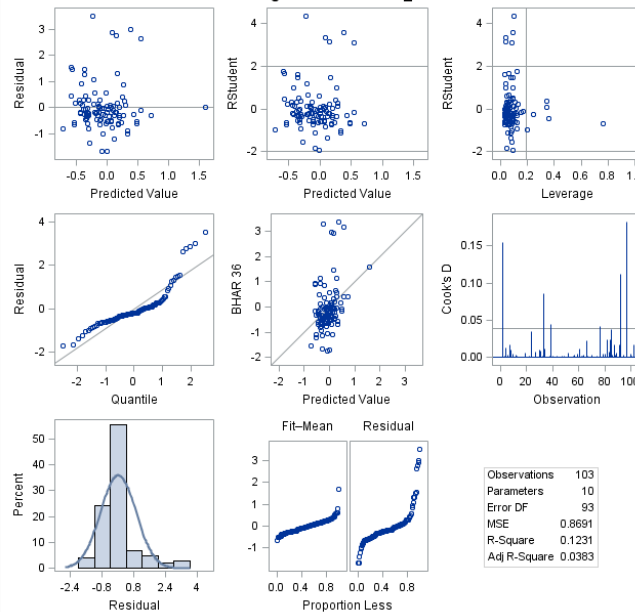 Residual
3
2
1
0
-1
-0.5 0.0 0.5 1.0 1.5
Predicted Value
RStudent
4
2
0
-2
-0.5 0.0 0.5 1.0 1.5
Predicted Value
RStudent
4
2
0
-2
0.0 0.2 0.4 0.6 0.8
Leverage
Residual
4
2
0
-2
-2 -1 0 1 2
Quantile
BHAR 36
3
2
1
0
-1
-2
-2 -1 0 1 2 3
Predicted Value
Cook's D
0.15
0.10
0.05
0.00
0 20 40 60 80 100
Observation
Percent
50
40
30
20
10
0
-2.4 -0.8 0.8 2.4 4
Residual
Fit–Mean Residual
3
2
1
0
-1
0.0 0.4 0.8 0.0 0.4 0.8
Proportion Less
Observations 103
Parameters 10
Error DF 93
MSE 0.8691
R-Square 0.1231
Adj R-Square 0.0383